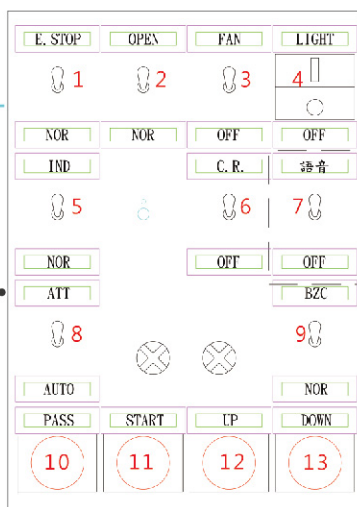 E. STOP OPEN FAN LIGHT
1 2 3 4
NOR NOR OFF OFF
IND C. R. 語音
5 6 7
NOR OFF OFF
ATT BZC
8 9
AUTO NOR
PASS START UP DOWN
10 11 12 13